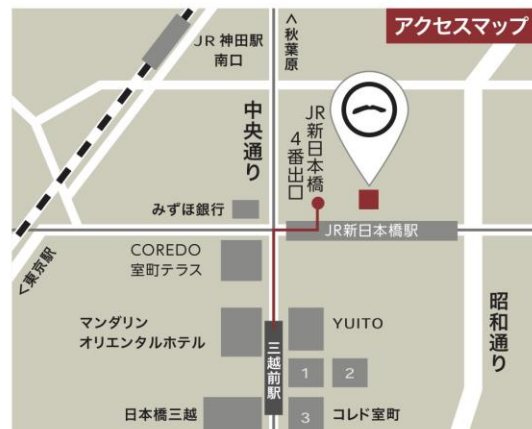 アクセスマップ
<秋葉原
JR 神田駅
南口
中央通り
JR新日本橋
4番出口
みずほ銀行
JR新日本橋駅
<東京駅
COREDO
室町テラス
昭和通り
マンダリン
オリエンタルホテル
三越前駅
YUITO
1
2
日本橋三越
3
コレド室町